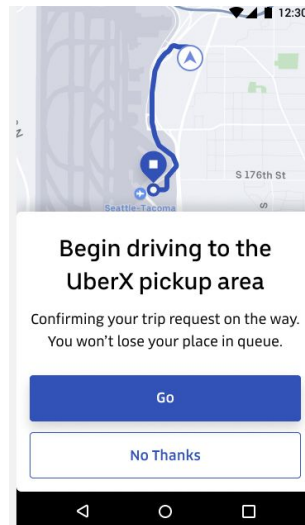 12:30
S 176th St
S
Seattle-Tacoma
Begin driving to the
UberX pickup area
Confirming your trip request on the way.
You won't lose your place in queue.
Go
No Thanks